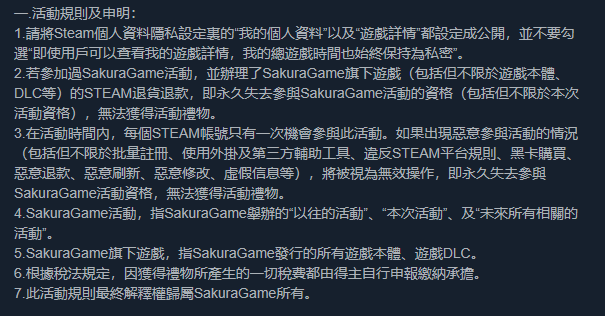 一.活動規則及申明：
1.請將Steam個人資料隱私設定裏的“我的個人資料”以及“遊戲詳情”都設定成公開，並不要勾
選“即使用戶可以查看我的遊戲詳情，我的總遊戲時間也始終保持為私密”。
2.若參加過SakuraGame活動，並辦理了SakuraGame旗下遊戲（包括但不限於遊戲本體、
DLC等）的STEAM退貨退款，即永久失去參與SakuraGame活動的資格（包括但不限於本次
活動資格），無法獲得活動禮物。
3.在活動時間內，每個STEAM帳號只有一次機會參與此活動。如果出現惡意參與活動的情況
（包括但不限於批量註冊、使用外掛及第三方輔助工具、違反STEAM平台規則、黑卡購買、
惡意退款、惡意刷新、惡意修改、虛假信息等），將被視為無效操作，即永久失去參與
SakuraGame活動資格，無法獲得活動禮物。
4.SakuraGame活動，指SakuraGame舉辦的“以往的活動”、“本次活動”、及“未來所有相關的
活動”。
5.SakuraGame旗下遊戲，指SakuraGame發行的所有遊戲本體、遊戲DLC。
6.根據稅法規定，因獲得禮物所產生的一切稅費都由得主自行申報繳納承擔。
7.此活動規則最終解釋權歸屬SakuraGame所有。